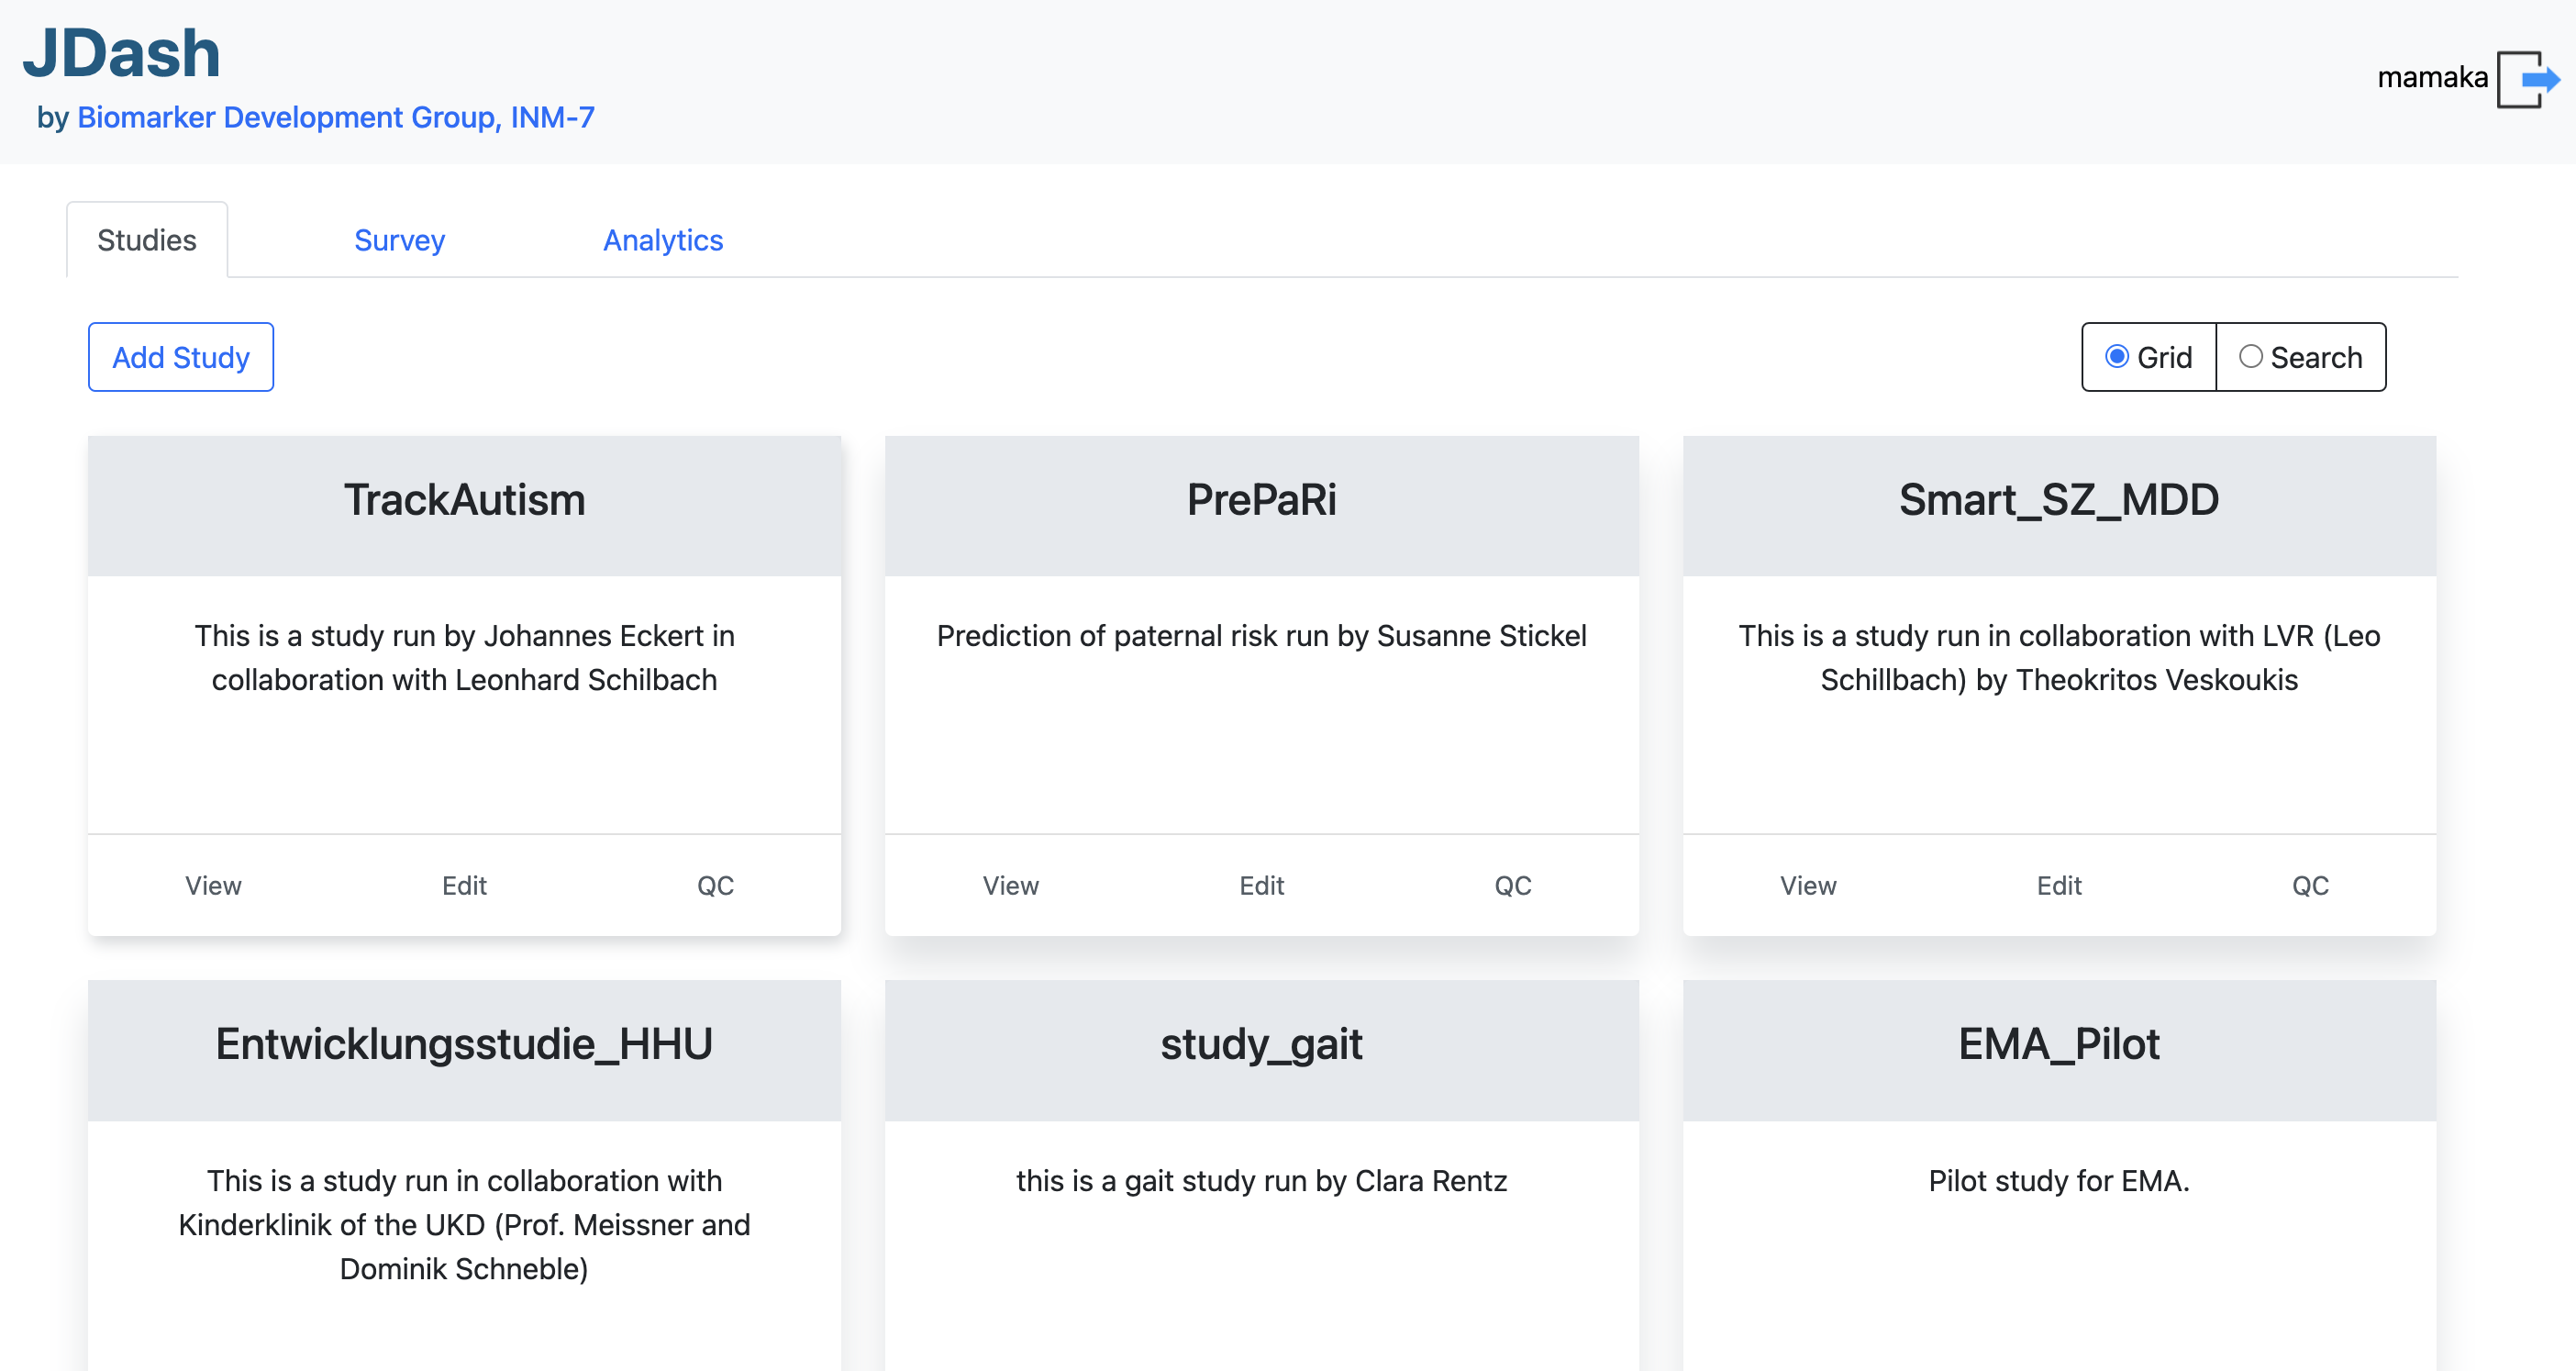 JDash
by Biomarker Development Group, INM-7
mamaka
Studies
Survey
Analytics
Add Study
Grid
Search
TrackAutism
This is a study run by Johannes Eckert in
collaboration with Leonhard Schilbach
View
Edit
QC
PrePaRi
Prediction of paternal risk run by Susanne Stickel
View
Edit
QC
Smart_SZ_MDD
This is a study run in collaboration with LVR (Leo
Schillbach) by Theokritos Veskoukis
View
Edit
QC
Entwicklungsstudie_HHU
This is a study run in collaboration with
Kinderklinik of the UKD (Prof. Meissner and
Dominik Schneble)
study_gait
this is a gait study run by Clara Rentz
EMA_Pilot
Pilot study for EMA.